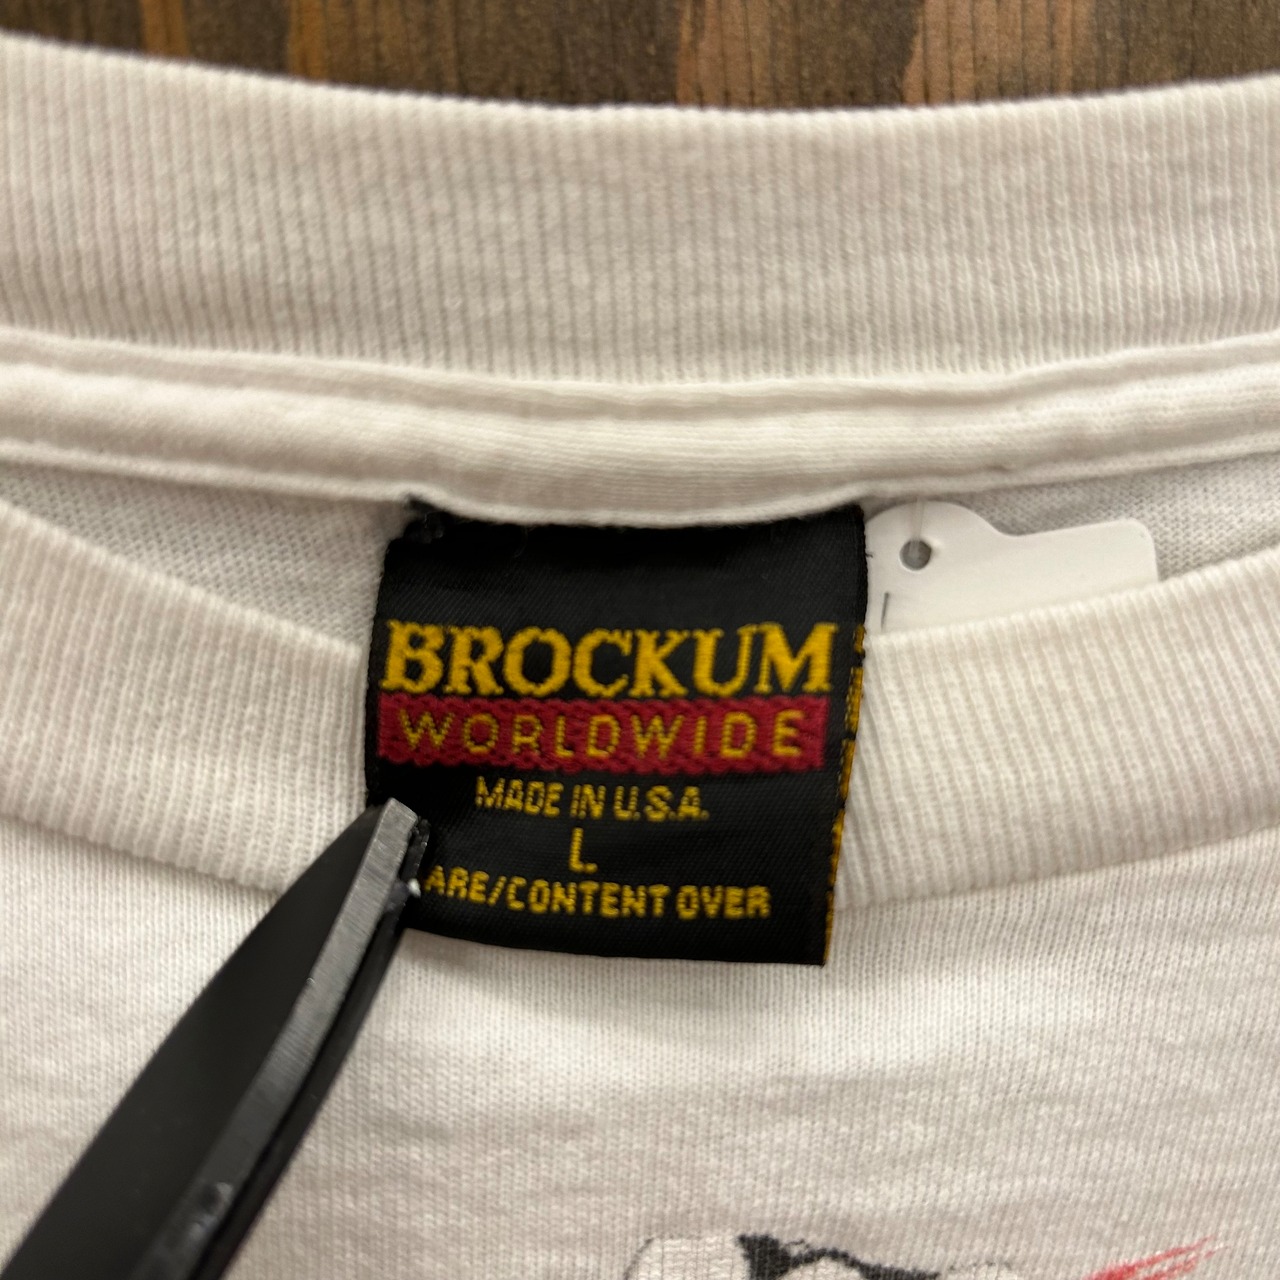 BROCKUM
WORLDWIDE
MADE IN U.S.A.
L
ARE/CONTENT OVER